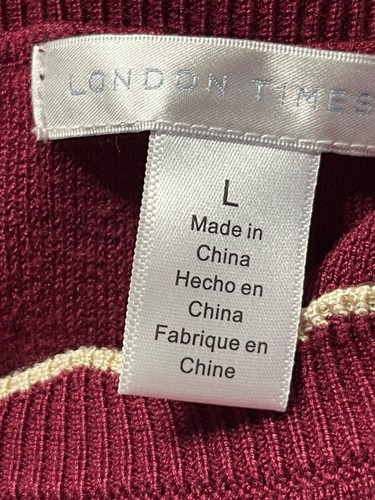 LONDON TIMES
L
Made in
China
Hecho en
China
Fabrique en
Chine